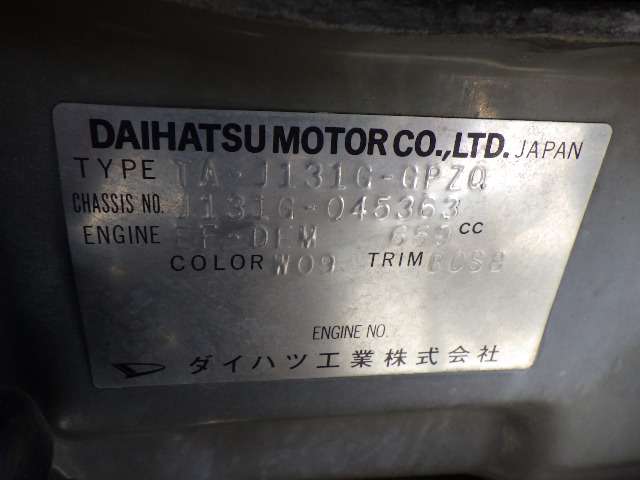 DAIHATSU MOTOR CO.,LTD. JAPAN
TYPE TA-J131G-GPZQ
CHASSIS NO. J131G-045363
ENGINE EF-DEM 659 CC
COLOR W09 TRIM
ENGINE NO.
ダイハツ工業株式会社